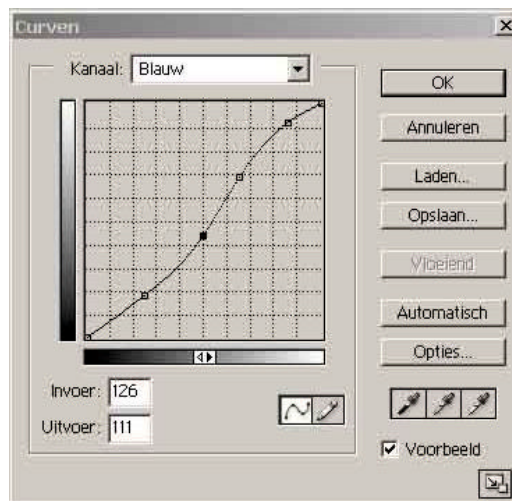 Curven
Kanaal: Blauw
OK
Annuleren
Laden...
Opslaan...
Vloeiend
Automatisch
Opties...
Invoer: 126
Uitvoer: 111
Voorbeeld